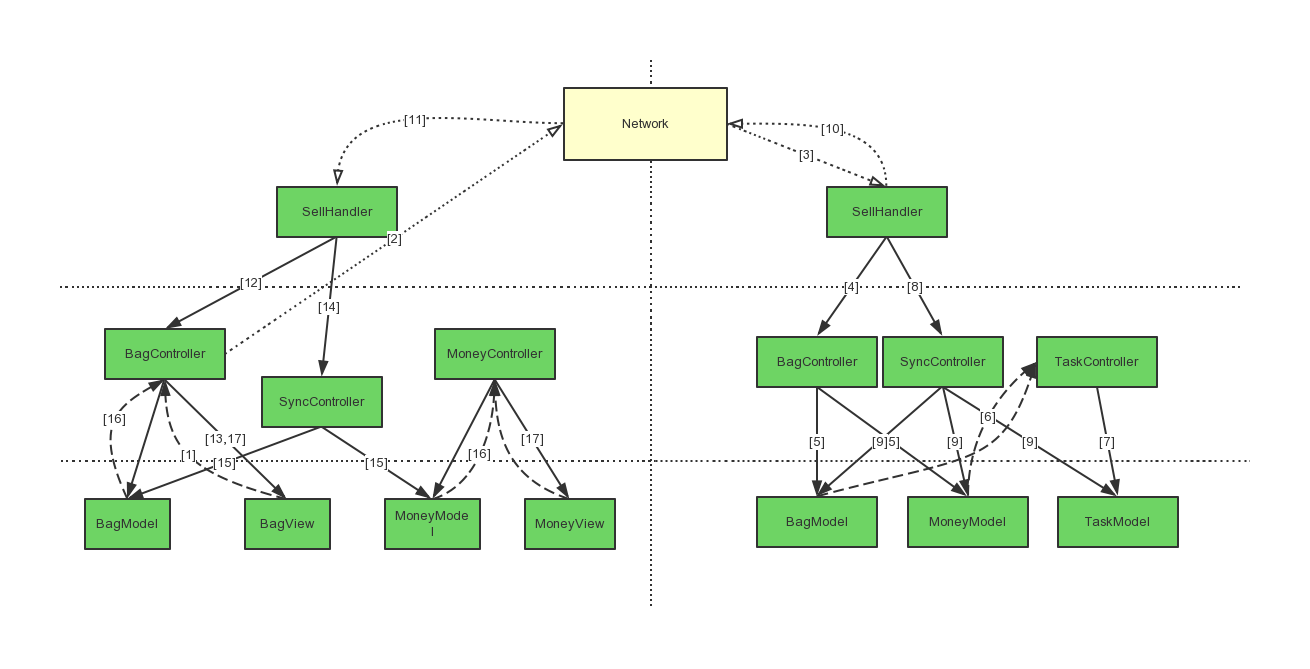 Network
[11]
[10]
[3]
SellHandler
SellHandler
[2]
[12]
[14]
[4]
[8]
BagController
MoneyController
BagController
SyncController
TaskController
SyncController
[16]
[13,17]
[1]
[15]
[15]
[16]
[17]
[6]
[5]
[9]
5]
[9]
[9]
[7]
BagModel
BagView
MoneyMode
l
MoneyView
BagModel
MoneyModel
TaskModel